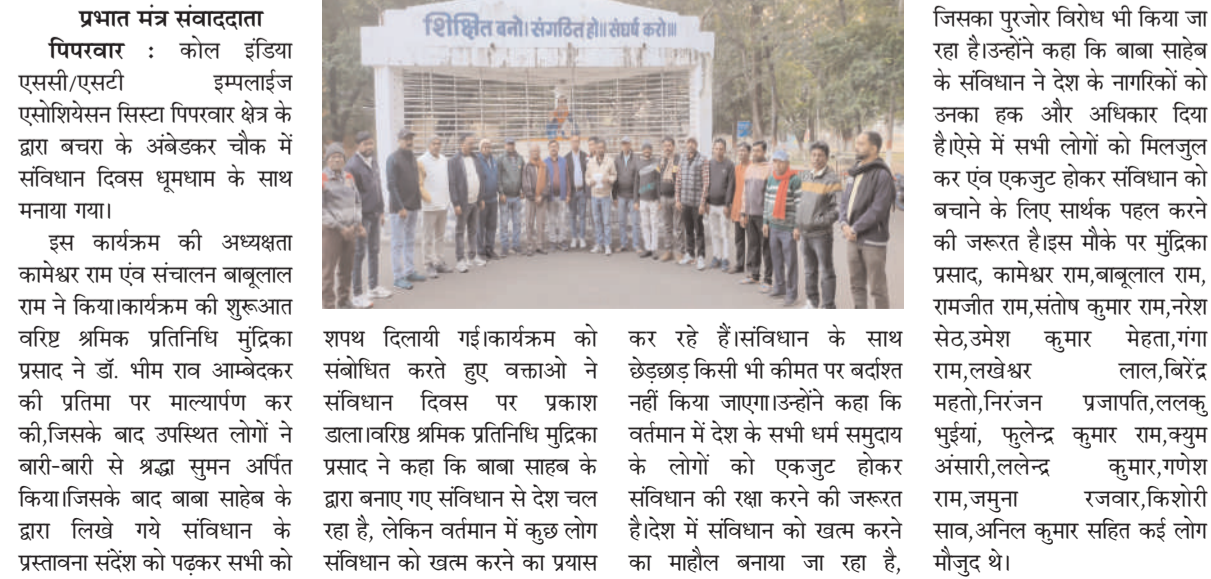 प्रभात मंत्र संवाददाता
पिपरवार : कोल इंडिया
एससी/एसटी इम्पलाईज
एसोशियेसन सिस्टा पिपरवार क्षेत्र के
द्वारा बचरा के अंबेडकर चौक में
संविधान दिवस धूमधाम के साथ
मनाया गया।
इस कार्यक्रम की अध्यक्षता
कामेश्वर राम एंव संचालन बाबूलाल
राम ने किया।कार्यक्रम की शुरूआत
वरिष्ट श्रमिक प्रतिनिधि मुंद्रिका
प्रसाद ने डॉ. भीम राव आम्बेदकर
की प्रतिमा पर माल्यार्पण कर
की,जिसके बाद उपस्थित लोगों ने
बारी-बारी से श्रद्धा सुमन अर्पित
किया।जिसके बाद बाबा साहेब के
द्वारा लिखे गये संविधान के
प्रस्तावना संदेंश को पढ़कर सभी को
शिक्षित बनो। संगठित हो॥ संघर्ष करो॥।
शपथ दिलायी गई।कार्यक्रम को
संबोधित करते हुए वक्ताओ ने
संविधान दिवस पर प्रकाश
डाला।वरिष्ठ श्रमिक प्रतिनिधि मुद्रिका
प्रसाद ने कहा कि बाबा साहब के
द्वारा बनाए गए संविधान से देश चल
रहा है, लेकिन वर्तमान में कुछ लोग
संविधान को खत्म करने का प्रयास
कर रहे हैं।संविधान के साथ
छेड़छाड़ किसी भी कीमत पर बर्दाश्त
नहीं किया जाएगा।उन्होंने कहा कि
वर्तमान में देश के सभी धर्म समुदाय
के लोगों को एकजुट होकर
संविधान की रक्षा करने की जरूरत
है।देश में संविधान को खत्म करने
का माहौल बनाया जा रहा है,
जिसका पुरजोर विरोध भी किया जा
रहा है।उन्होंने कहा कि बाबा साहेब
के संविधान ने देश के नागरिकों को
उनका हक और अधिकार दिया
है।ऐसे में सभी लोगों को मिलजुल
कर एंव एकजुट होकर संविधान को
बचाने के लिए सार्थक पहल करने
की जरूरत है।इस मौके पर मुंद्रिका
प्रसाद, कामेश्वर राम,बाबूलाल राम,
रामजीत राम,संतोष कुमार राम,नरेश
सेठ,उमेश कुमार मेहता,गंगा
राम,लखेश्वर लाल,बिरेंद्र
महतो,निरंजन प्रजापति,ललकु
भुईयां, फुलेन्द्र कुमार राम,क्युम
अंसारी,ललेन्द्र कुमार,गणेश
राम,जमुना रजवार,किशोरी
साव,अनिल कुमार सहित कई लोग
मौजुद थे।